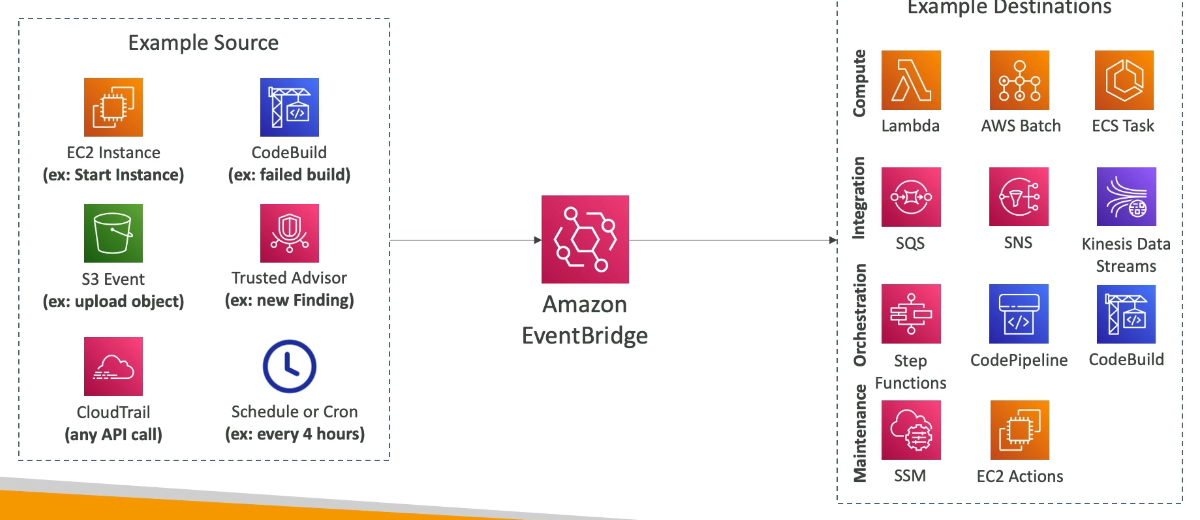 Example Source
EC2 Instance
(ex: Start Instance)
CodeBuild
(ex: failed build)
S3 Event
(ex: upload object)
Trusted Advisor
(ex: new Finding)
CloudTrail
(any API call)
Schedule or Cron
(ex: every 4 hours)
Amazon
EventBridge
Example Destinations
Compute
Lambda
AWS Batch
ECS Task
Integration
SQS
SNS
Kinesis Data
Streams
Orchestration
Step
Functions
CodePipeline
CodeBuild
Maintenance
SSM
EC2 Actions